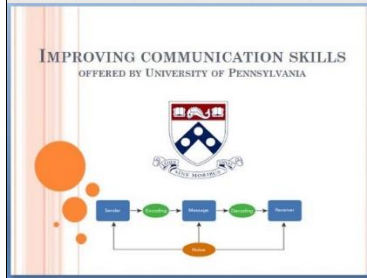 IMPROVING COMMUNICATION SKILLS
OFFERED BY UNIVERSITY OF PENNSYLVANIA
Sender
Encoding
Message
Decoding
Receiver
Noise